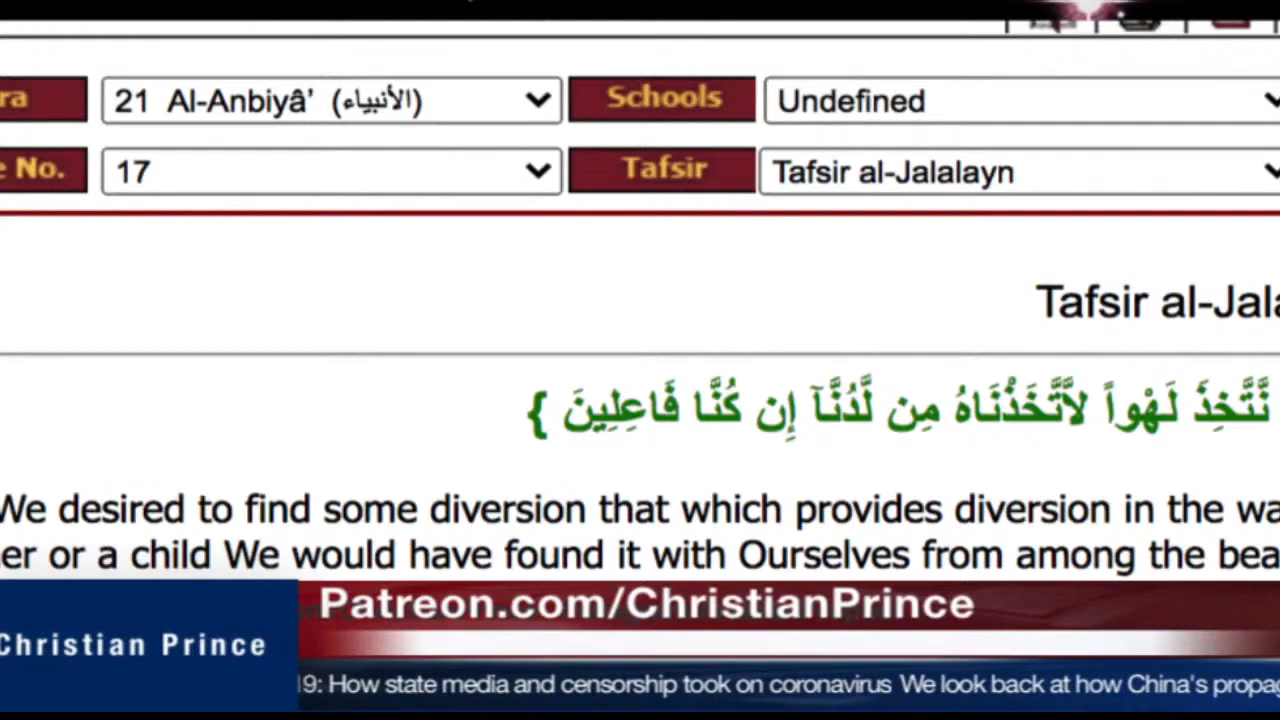 ra 21 Al-Anbiyâ’ (الأنبياء) Schools Undefined
e No. 17 Tafsir Tafsir al-Jalalayn
Tafsir al-Jala
نَّتَّخِذَ لَهْواً لاَّتَّخَذْنَاهُ مِن لَّدُنَّآ إِن كُنَّا فَاعِلِينَ }
We desired to find some diversion that which provides diversion in the wa
er or a child We would have found it with Ourselves from among the bea
Patreon.com/ChristianPrince
Christian Prince
19: How state media and censorship took on coronavirus We look back at how China's propag